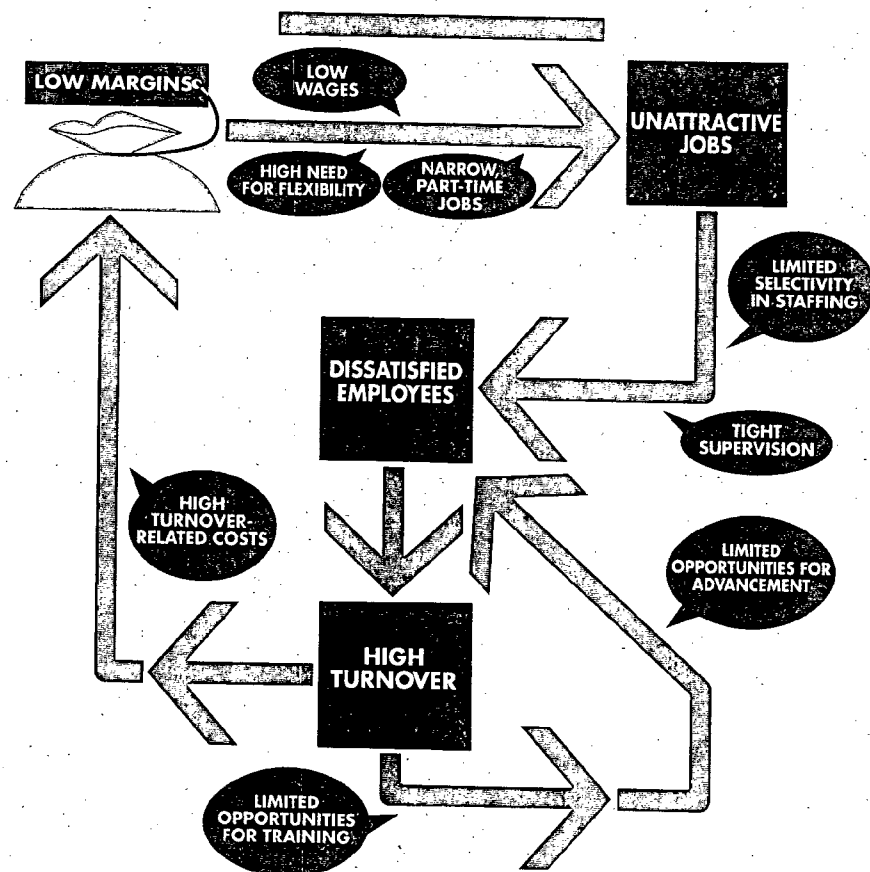 LOW MARGINS
LOW
WAGES
HIGH NEED
FOR FLEXIBILITY
NARROW,
PART-TIME
JOBS
UNATTRACTIVE
JOBS
LIMITED
SELECTIVITY
IN STAFFING
DISSATISFIED
EMPLOYEES
TIGHT
SUPERVISION
HIGH
TURNOVER-
RELATED COSTS
LIMITED
OPPORTUNITIES FOR
ADVANCEMENT
HIGH
TURNOVER
LIMITED
OPPORTUNITIES
FOR TRAINING